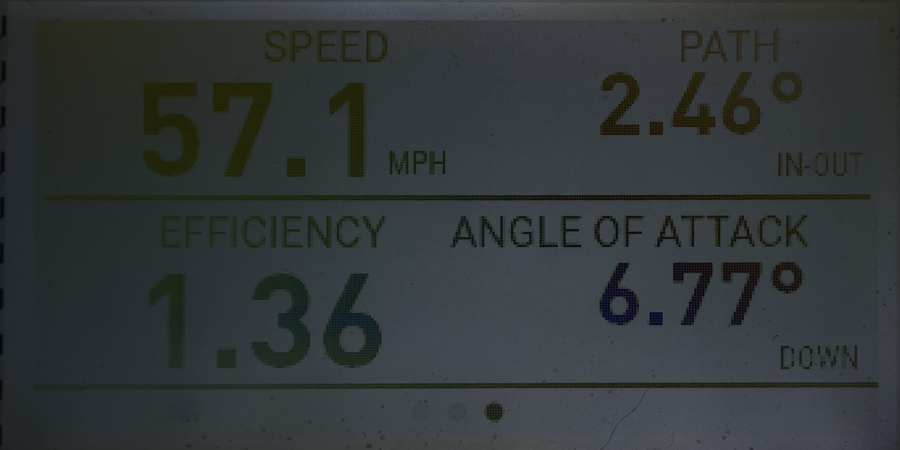 SPEED
57.1 MPH
PATH
2.46°
IN-OUT
EFFICIENCY
1.36
ANGLE OF ATTACK
6.77°
DOWN